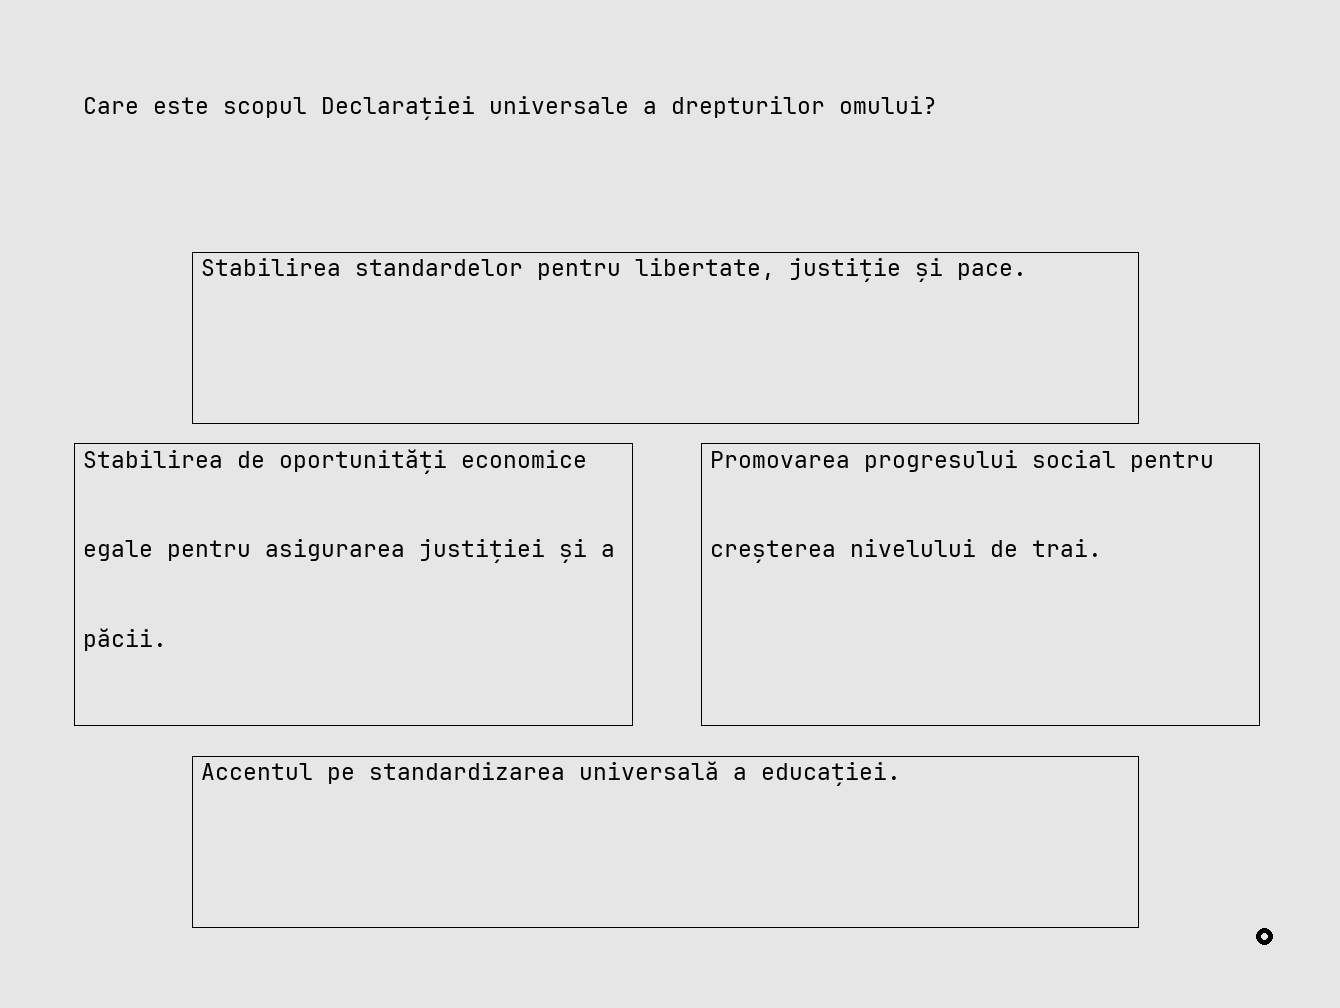 Care este scopul Declarației universale a drepturilor omului?
Stabilirea standardelor pentru libertate, justiție și pace.
Stabilirea de oportunități economice
egale pentru asigurarea justiției și a
păcii.
Promovarea progresului social pentru
creșterea nivelului de trai.
Accentul pe standardizarea universală a educației.